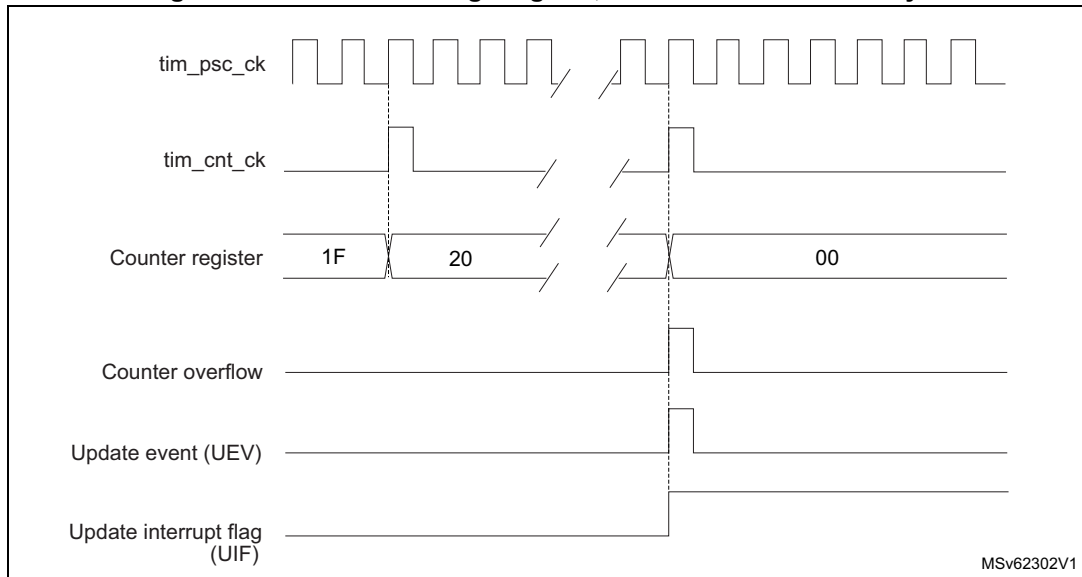 tim_psc_ck
tim_cnt_ck
Counter register
1F
20
00
Counter overflow
Update event (UEV)
Update interrupt flag
(UIF)
MSv62302V1